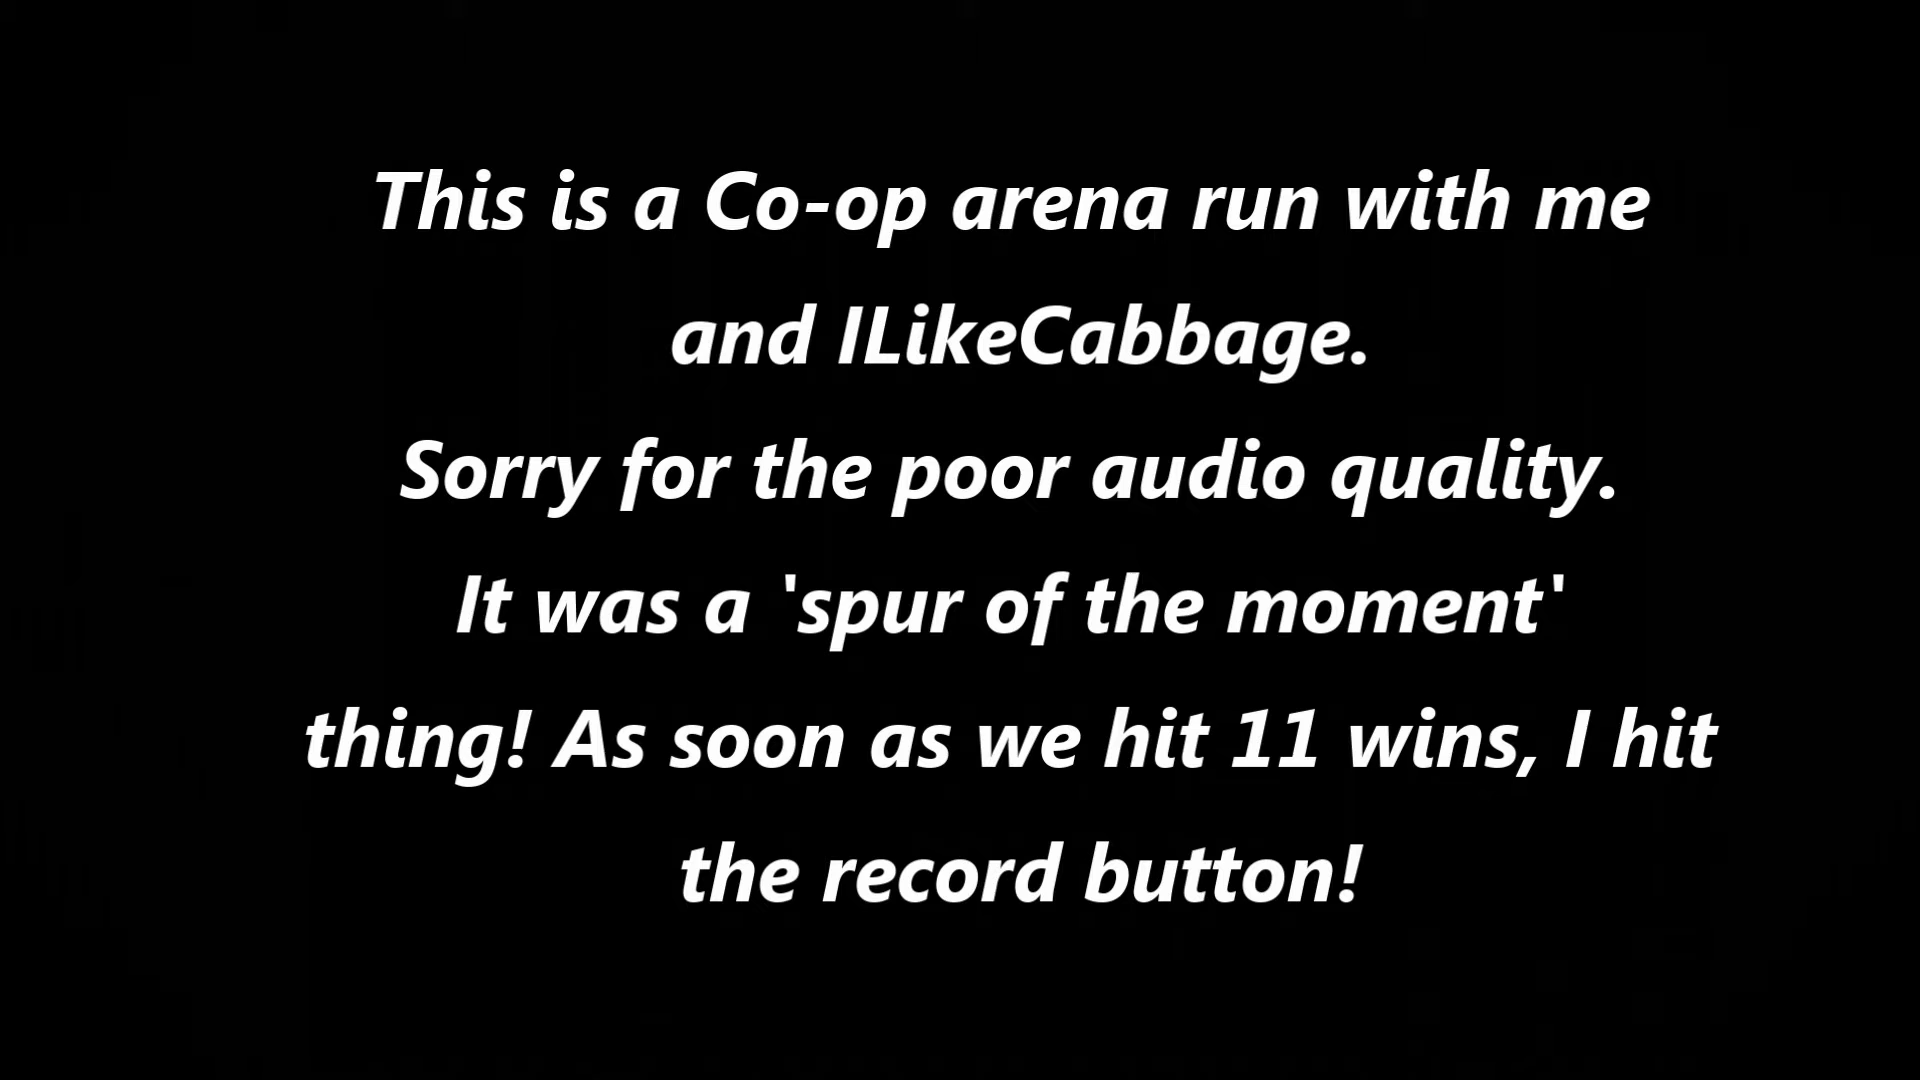 This is a Co-op arena run with me
and ILikeCabbage.
Sorry for the poor audio quality.
It was a 'spur of the moment'
thing! As soon as we hit 11 wins, I hit
the record button!